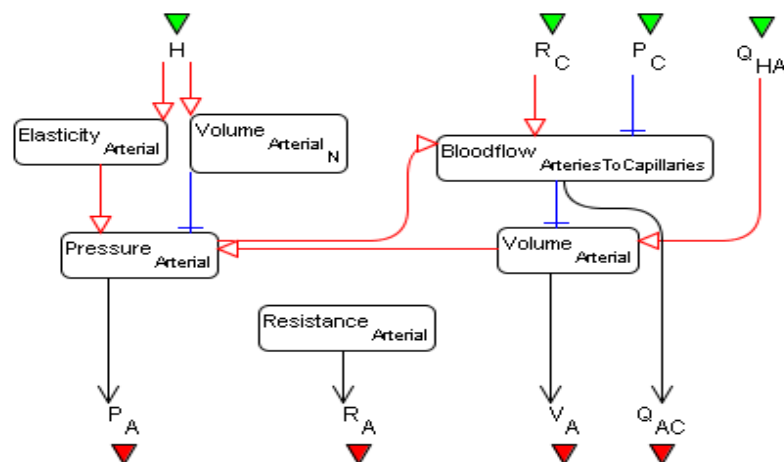 H
R C
P C
Q HA
Elasticity Arterial
Volume Arterial N
Bloodflow ArteriesToCapillaries
Pressure Arterial
Volume Arterial
Resistance Arterial
P A
R A
V A
Q AC